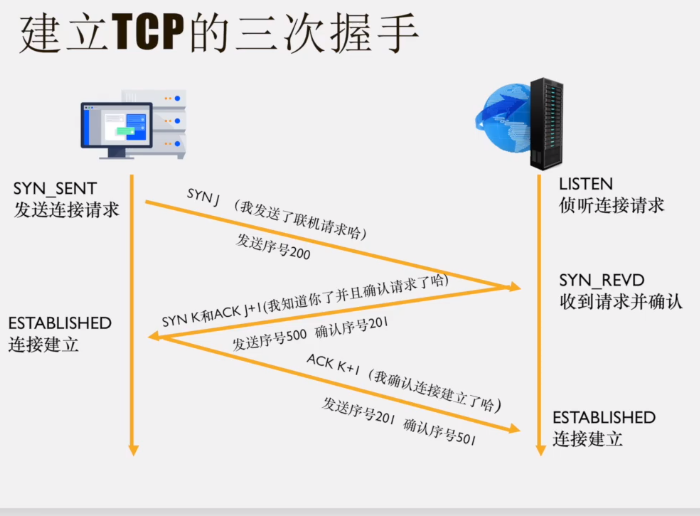 建立TCP的三次握手
SYN_SENT
发送连接请求
LISTEN
侦听连接请求
SYN J （我发送了联机请求哈）
发送序号200
SYN_REVD
收到请求并确认
SYN K和ACK J+1(我知道你了并且确认请求了哈)
发送序号500 确认序号201
ESTABLISHED
连接建立
ACK K+1（我确认连接建立了哈)
发送序号201 确认序号501
ESTABLISHED
连接建立